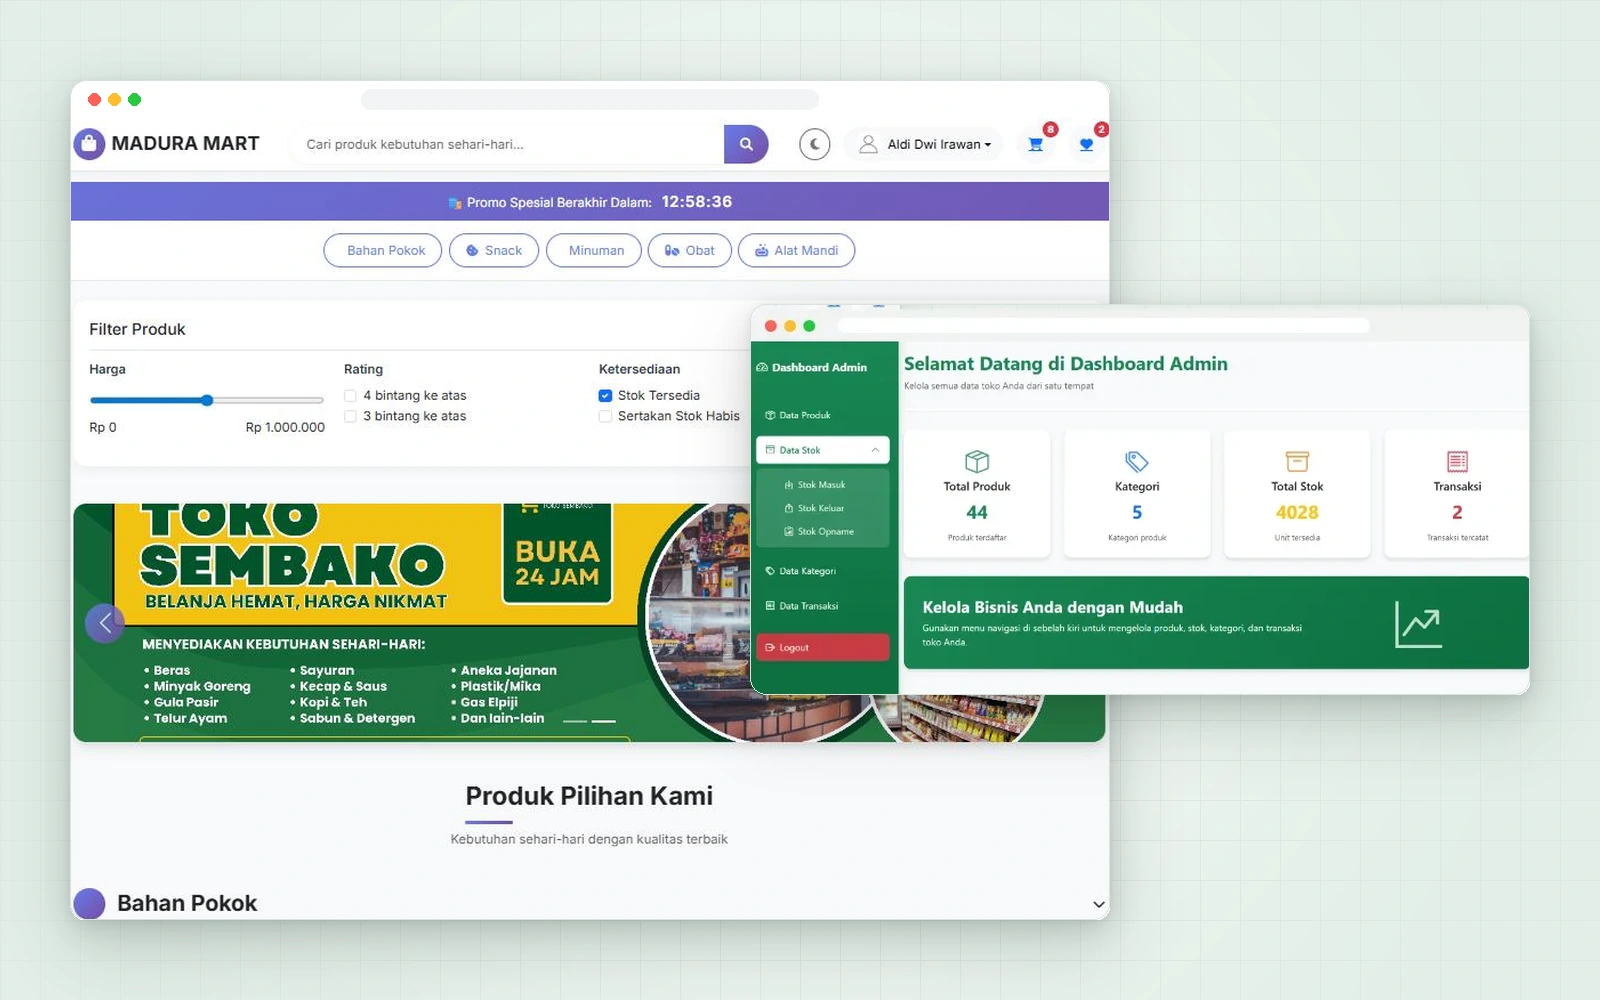 MADURA MART
Cari produk kebutuhan sehari-hari...
Aldi Dwi Irawan
8
2
Promo Spesial Berakhir Dalam: 12:58:36
Bahan Pokok
Snack
Minuman
Obat
Alat Mandi
Filter Produk
Harga
Rp 0
Rp 1.000.000
Rating
4 bintang ke atas
3 bintang ke atas
Ketersediaan
Stok Tersedia
Sertakan Stok Habis
TOKO
SEMBAKO
BELANJA HEMAT, HARGA NIKMAT
TOKO SEMBAKO
BUKA
24 JAM
MENYEDIAKAN KEBUTUHAN SEHARI-HARI:
• Beras
• Minyak Goreng
• Gula Pasir
• Telur Ayam
• Sayuran
• Kecap & Saus
• Kopi & Teh
• Sabun & Detergen
• Aneka Jajanan
• Plastik/Mika
• Gas Elpiji
• Dan lain-lain
Produk Pilihan Kami
Kebutuhan sehari-hari dengan kualitas terbaik
Bahan Pokok
Dashboard Admin
Data Produk
Data Stok
Stok Masuk
Stok Keluar
Stok Opname
Data Kategori
Data Transaksi
Logout
Selamat Datang di Dashboard Admin
Kelola semua data toko Anda dari satu tempat
Total Produk
44
Produk terdaftar
Kategori
5
Kategori produk
Total Stok
4028
Unit tersedia
Transaksi
2
Transaksi tercatat
Kelola Bisnis Anda dengan Mudah
Gunakan menu navigasi di sebelah kiri untuk mengelola produk, stok, kategori, dan transaksi
toko Anda.